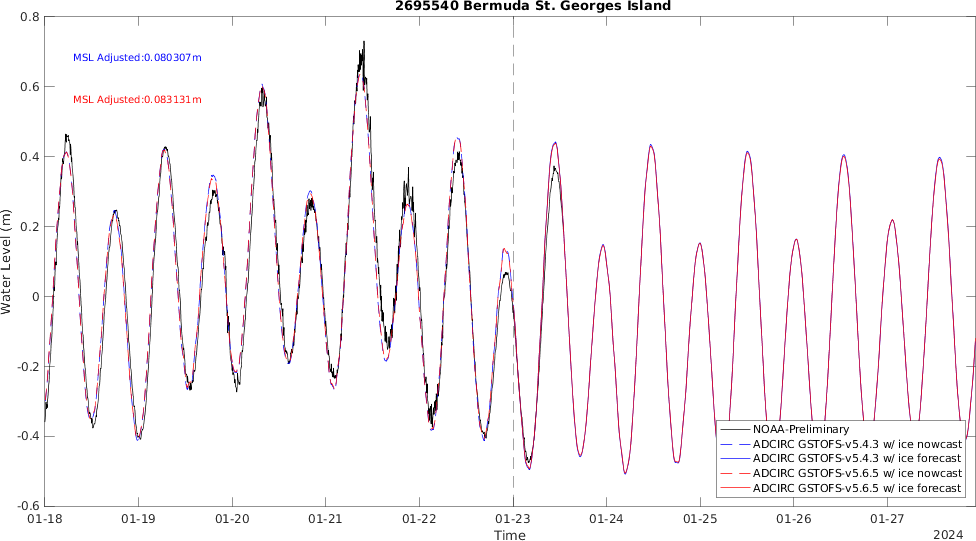 2695540 Bermuda St. Georges Island
0.8
0.6
0.4
0.2
0
-0.2
-0.4
-0.6
Water Level (m)
MSL Adjusted:0.080307m
MSL Adjusted:0.083131m
NOAA-Preliminary
ADCIRC GSTOFS-v5.4.3 w/ ice nowcast
ADCIRC GSTOFS-v5.4.3 w/ ice forecast
ADCIRC GSTOFS-v5.6.5 w/ ice nowcast
ADCIRC GSTOFS-v5.6.5 w/ ice forecast
01-18 01-19 01-20 01-21 01-22 01-23 01-24 01-25 01-26 01-27
Time
2024